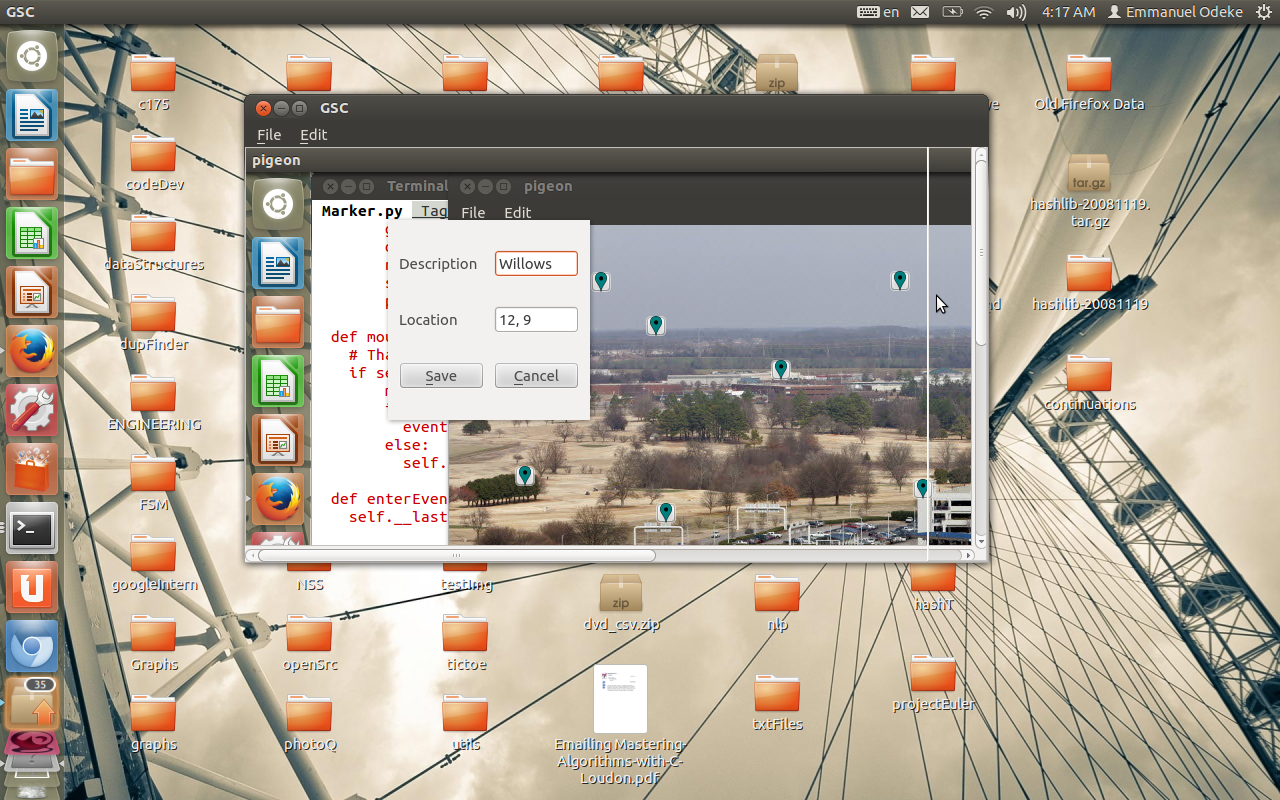 GSC
en
4:17 AM
Emmanuel Odeke
c175
zip
Old Firefox Data
codeDev
tar.gz
hashlib-20081119.
tar.gz
dataStructures
hashlib-20081119
dupFinder
continuations
ENGINEERING
FSM
googleIntern
NSS
testImg
zip
dvd_csv.zip
nlp
hashT
Graphs
openSrc
tictoe
projectEuler
graphs
photoQ
utils
txtFiles
Emailing Mastering-
Algorithms-with-C-
Loudon.pdf
35
GSC
File Edit
pigeon
Terminal
pigeon
Marker.py Tag
File Edit
Description
Willows
Location
12, 9
Save
Cancel
def mou
# Tha
if se
event
else:
self.
def enterEven
self.__last